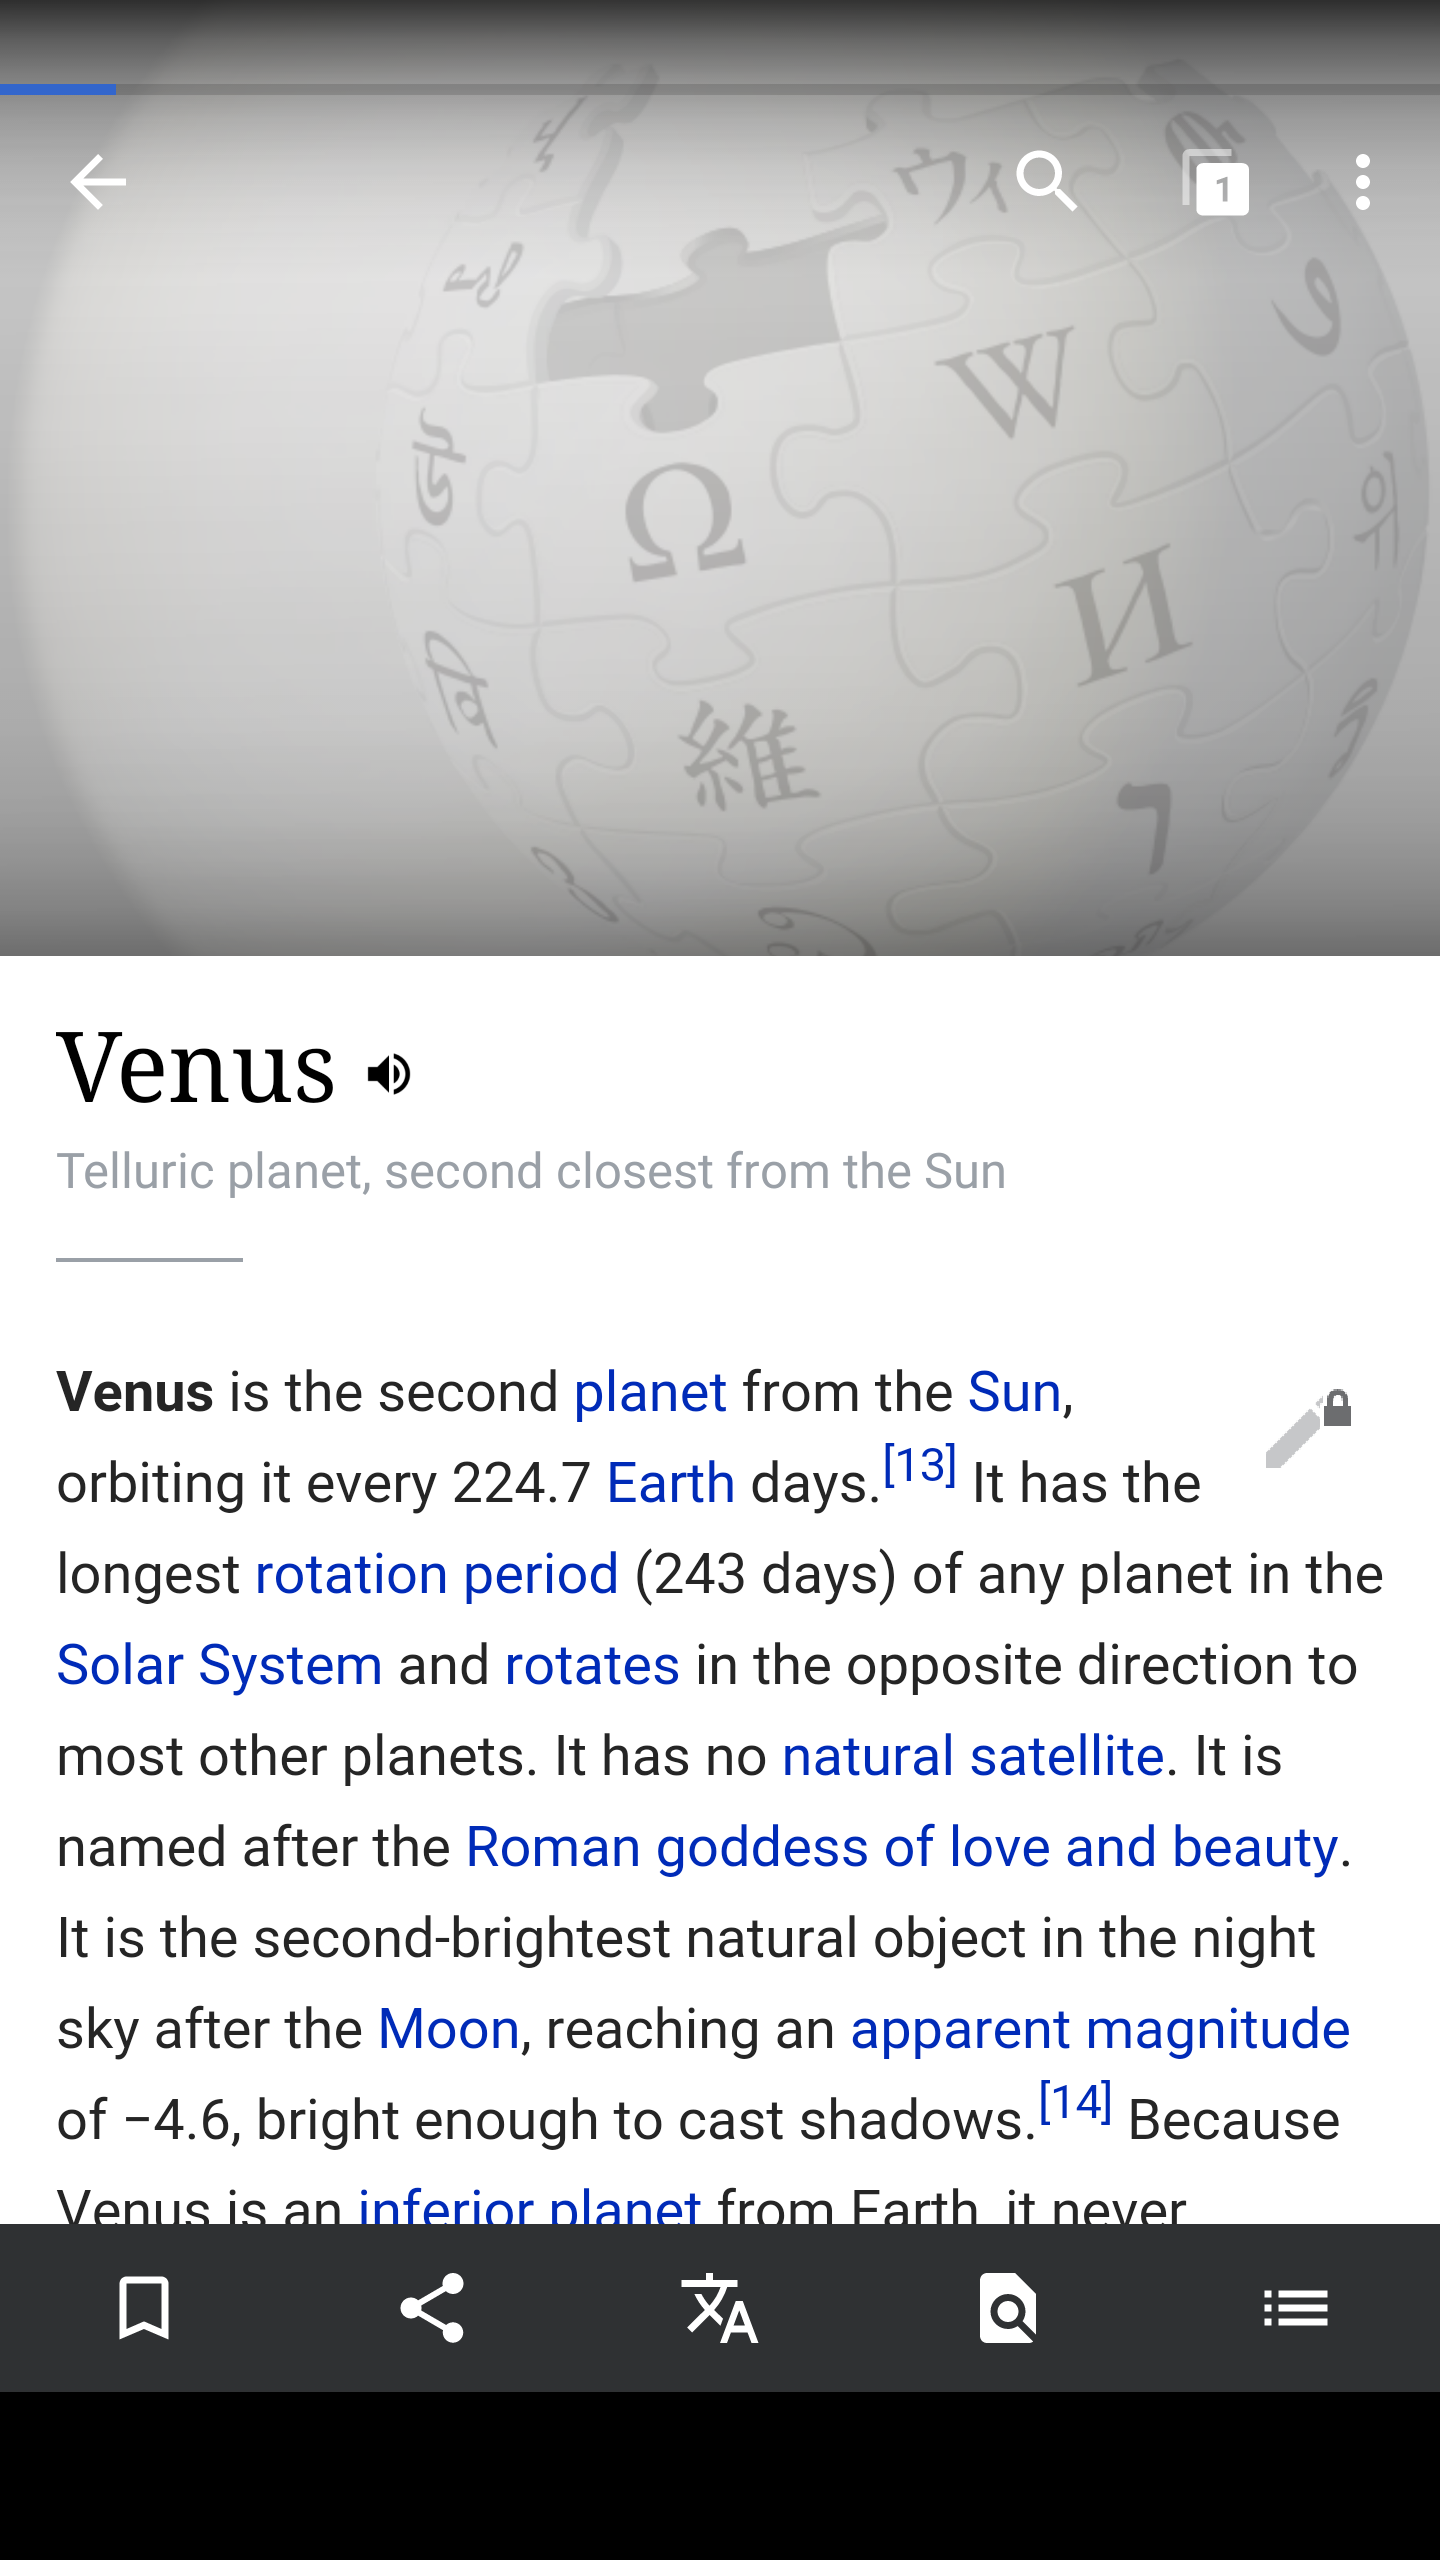 1
ウィ
W
Ω
И
維
ר
Venus
Telluric planet, second closest from the Sun
Venus is the second planet from the Sun,
orbiting it every 224.7 Earth days.[13] It has the
longest rotation period (243 days) of any planet in the
Solar System and rotates in the opposite direction to
most other planets. It has no natural satellite. It is
named after the Roman goddess of love and beauty.
It is the second-brightest natural object in the night
sky after the Moon, reaching an apparent magnitude
of −4.6, bright enough to cast shadows.[14] Because
Venus is an inferior planet from Earth, it never